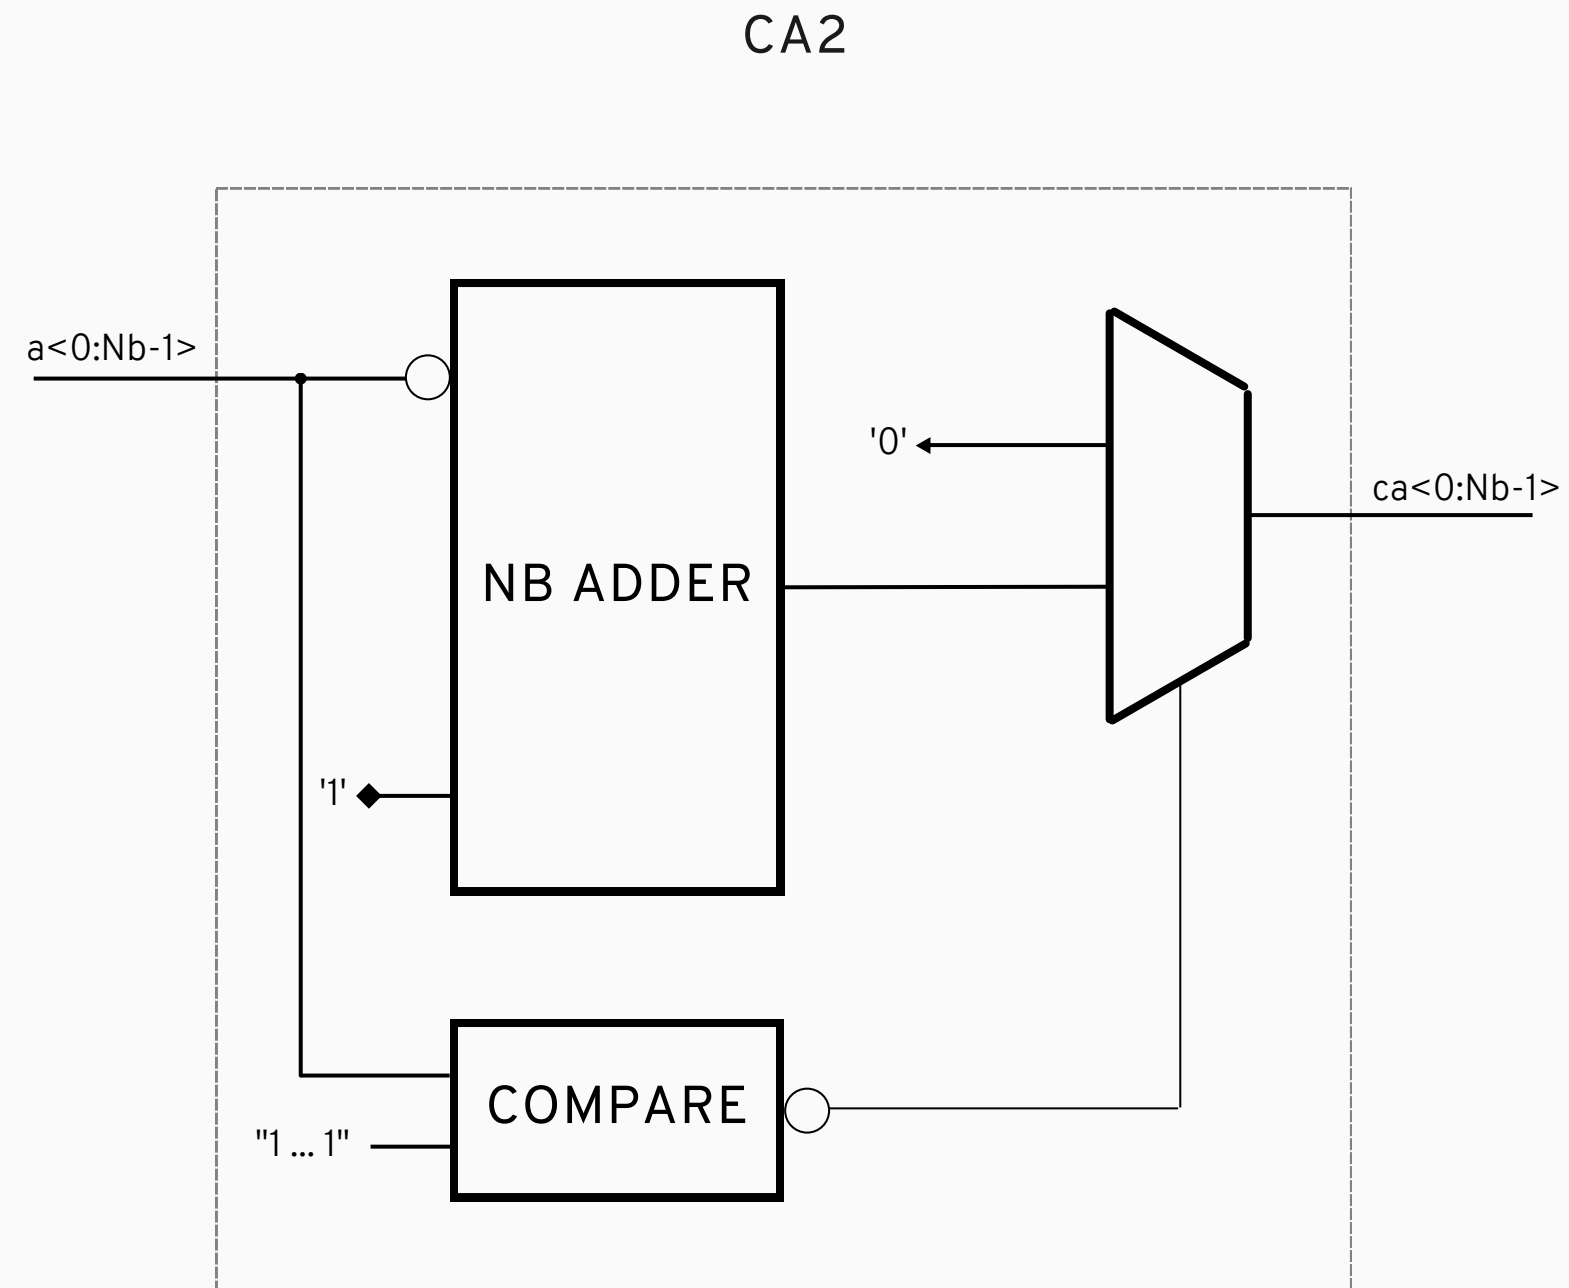 CA2
a<0:Nb-1>
'0'
ca<0:Nb-1>
NB ADDER
'1'
COMPARE
"1 ... 1"